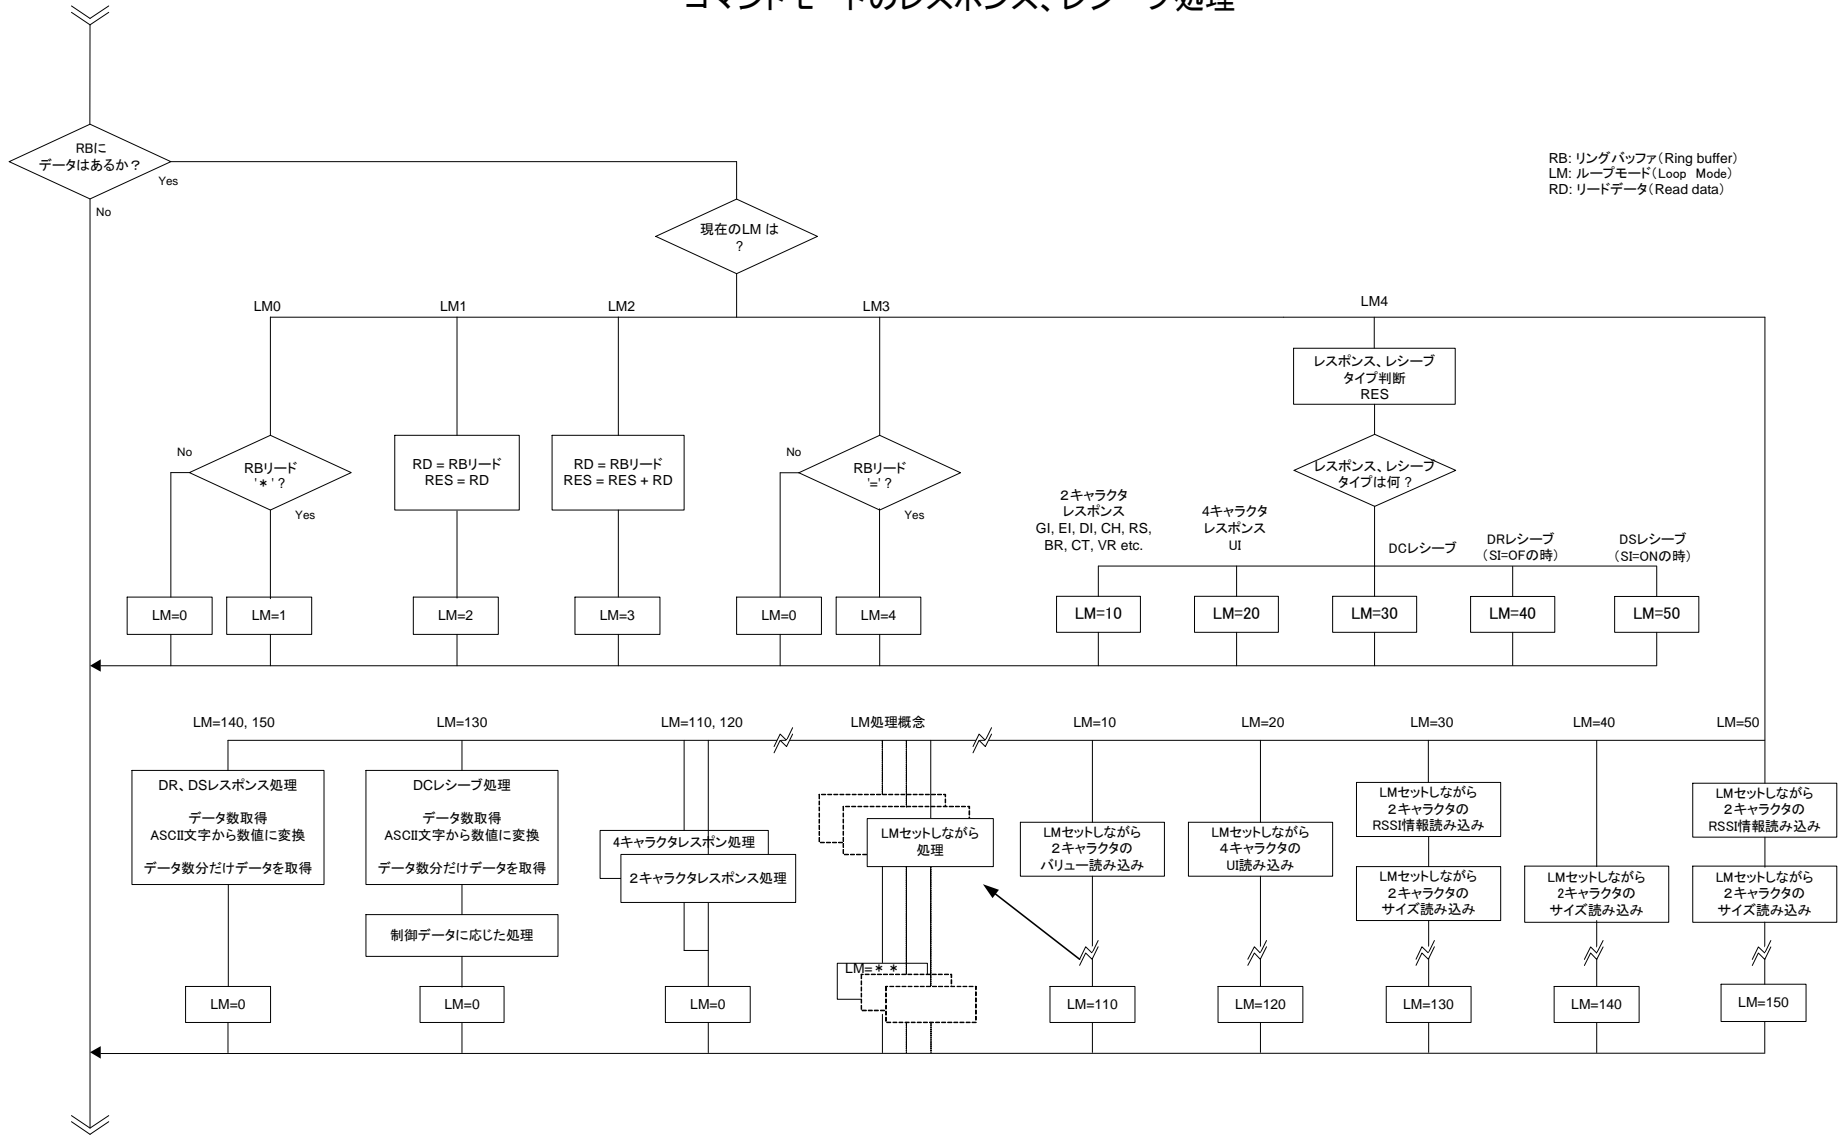 コマンドモードのレスポンス、レシーブ処理
RBに
データはあるか？
Yes
No
RB: リングバッファ（Ring buffer）
LM: ループモード（Loop Mode）
RD: リードデータ（Read data）
現在のLM は
？
LM0
LM1
LM2
LM3
LM4
レスポンス、レシーブ
タイプ判断
RES
No
RBリード
'＊' ?
Yes
RD = RBリード
RES = RD
RD = RBリード
RES = RES + RD
No
RBリード
'=' ?
Yes
レスポンス、レシーブ
タイプは何？
２キャラクタ
レスポンス
GI, EI, DI, CH, RS,
BR, CT, VR etc.
4キャラクタ
レスポンス
UI
DCレシーブ
DRレシーブ
（SI=OFの時）
DSレシーブ
（SI=ONの時）
LM=0
LM=1
LM=2
LM=3
LM=0
LM=4
LM=10
LM=20
LM=30
LM=40
LM=50
LM=140, 150
LM=130
LM=110, 120
LM処理概念
LM=10
LM=20
LM=30
LM=40
LM=50
DR、DSレスポンス処理
データ数取得
ASCII文字から数値に変換
データ数分だけデータを取得
DCレシーブ処理
データ数取得
ASCII文字から数値に変換
データ数分だけデータを取得
制御データに応じた処理
4キャラクタレスポン処理
２キャラクタレスポンス処理
LMセットしながら
処理
LMセットしながら
２キャラクタの
バリュー読み込み
LMセットしながら
４キャラクタの
UI読み込み
LMセットしながら
２キャラクタの
RSSI情報読み込み
LMセットしながら
２キャラクタの
サイズ読み込み
LMセットしながら
2キャラクタの
サイズ読み込み
LMセットしながら
２キャラクタの
RSSI情報読み込み
LMセットしながら
２キャラクタの
サイズ読み込み
LM=＊＊
LM=0
LM=0
LM=0
LM=110
LM=120
LM=130
LM=140
LM=150